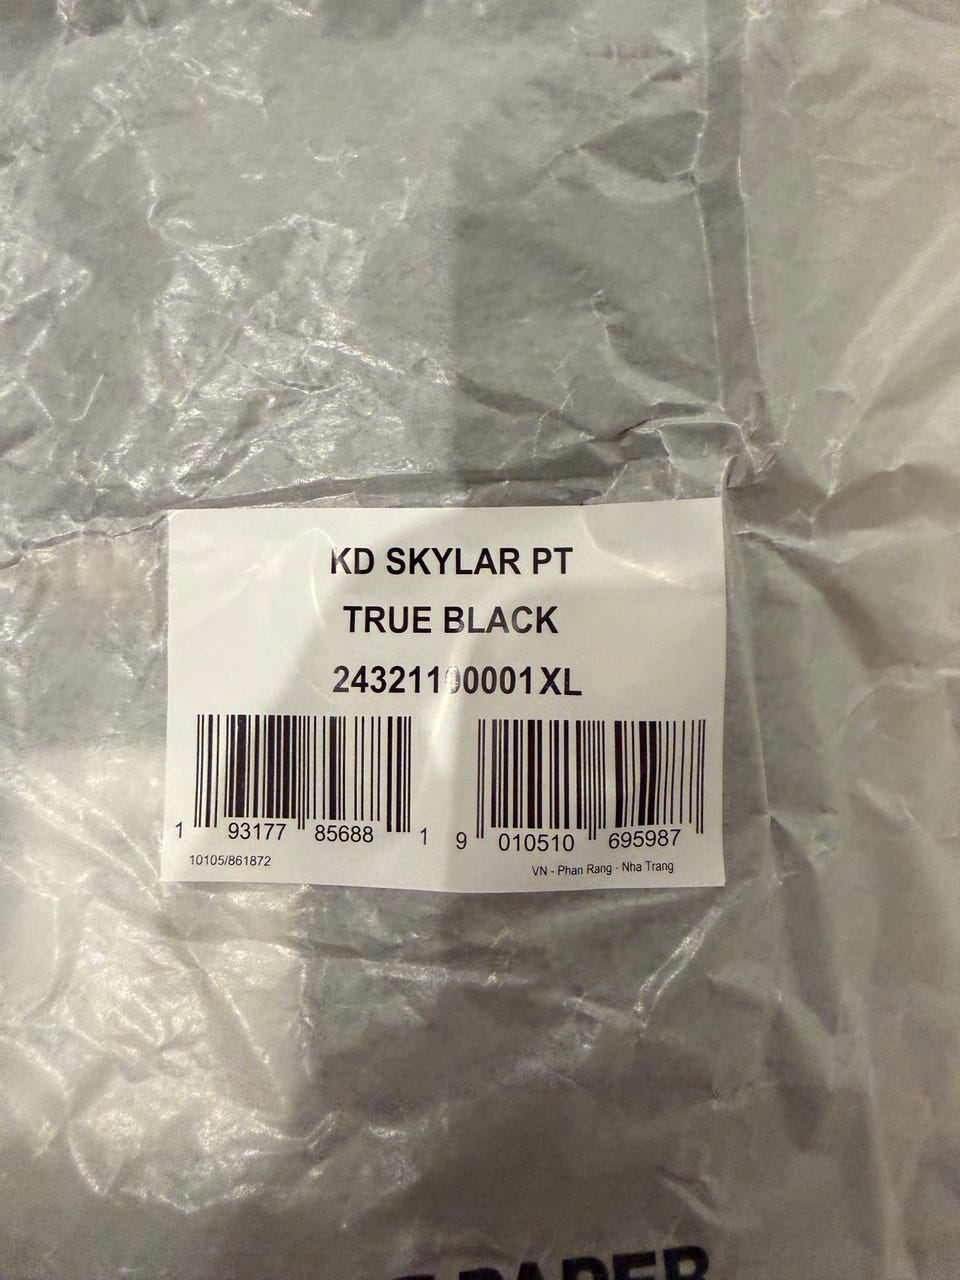 KD SKYLAR PT
TRUE BLACK
24321100001XL
1 93177 85688 1
9 010510 695987
10105/861872
VN - Phan Rang - Nha Trang
PAPER